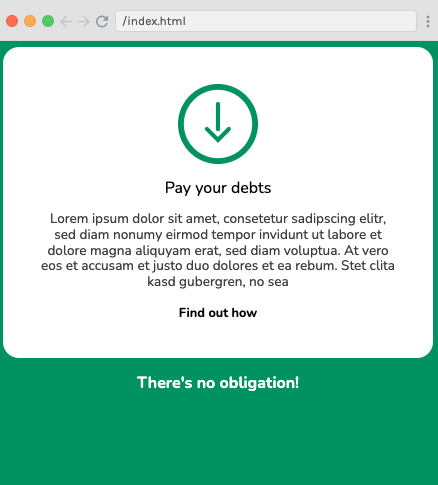 /index.html
Pay your debts
Lorem ipsum dolor sit amet, consetetur sadipscing elitr,
sed diam nonumy eirmod tempor invidunt ut labore et
dolore magna aliquyam erat, sed diam voluptua. At vero
eos et accusam et justo duo dolores et ea rebum. Stet clita
kasd gubergren, no sea
Find out how
There's no obligation!